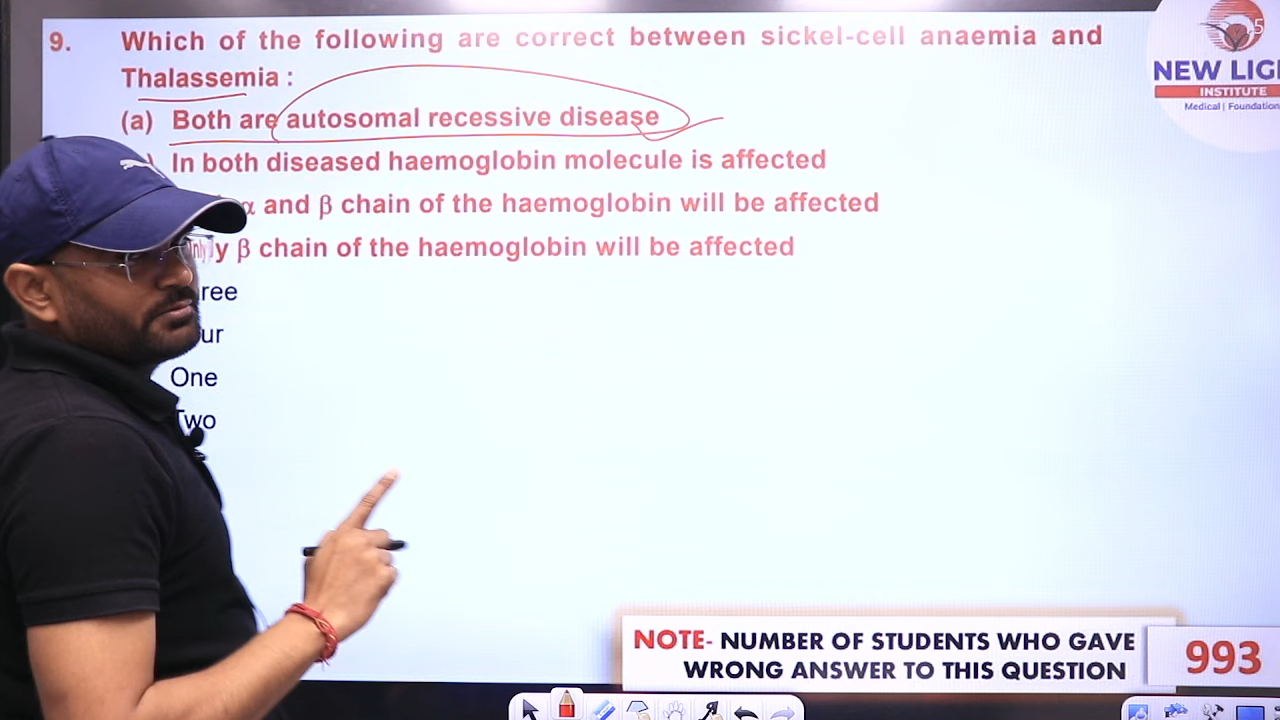 9. Which of the following are correct between sickel-cell anaemia and
Thalassemia :
(a) Both are autosomal recessive disease
) In both diseased haemoglobin molecule is affected
α and β chain of the haemoglobin will be affected
y β chain of the haemoglobin will be affected
ree
ur
One
Two
5
NEW LIG
INSTITUTE
Medical | Foundation
NOTE- NUMBER OF STUDENTS WHO GAVE
WRONG ANSWER TO THIS QUESTION
993